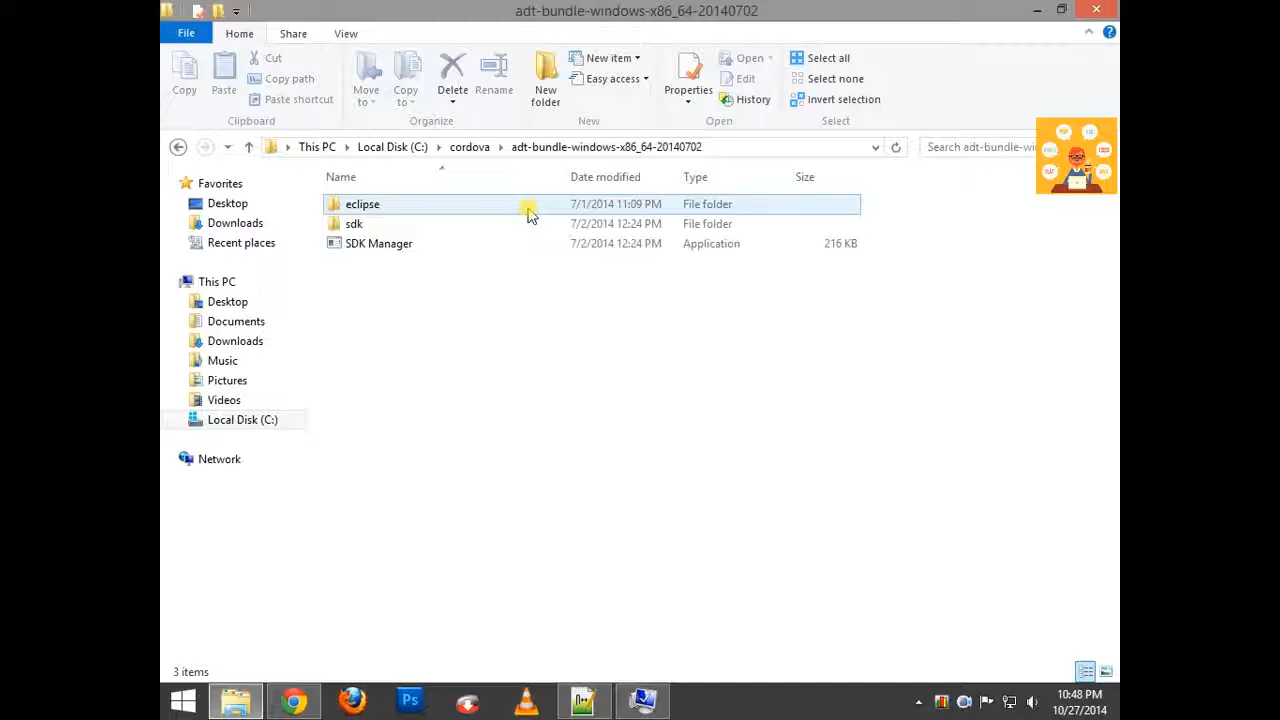 adt-bundle-windows-x86_64-20140702
File Home Share View
Copy
Paste
Cut
Copy path
Paste shortcut
Clipboard
Move to
Copy to
Delete
Rename
Organize
New folder
New item
Easy access
New
Properties
Open
Edit
History
Open
Select all
Select none
Invert selection
Select
This PC Local Disk (C:) cordova adt-bundle-windows-x86_64-20140702
Search adt-bundle-wi
Name Date modified Type Size
eclipse 7/1/2014 11:09 PM File folder
sdk 7/2/2014 12:24 PM File folder
SDK Manager 7/2/2014 12:24 PM Application 216 KB
Favorites
Desktop
Downloads
Recent places
This PC
Desktop
Documents
Downloads
Music
Pictures
Videos
Local Disk (C:)
Network
3 items
Ps
10:48 PM
10/27/2014